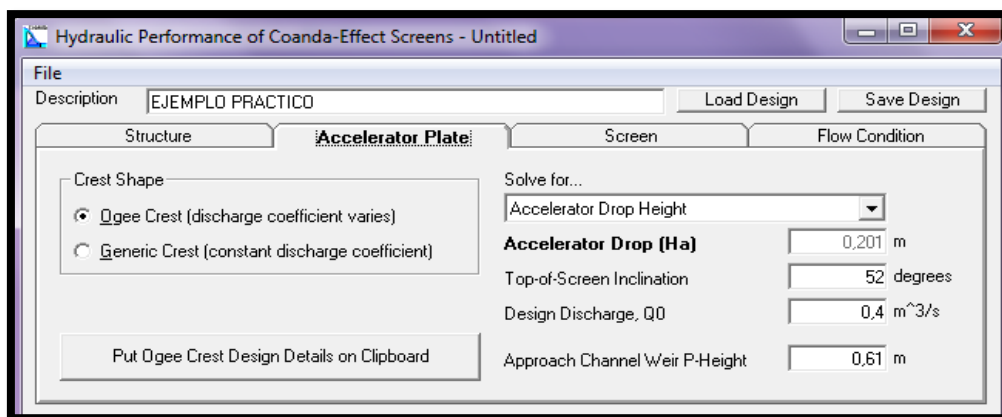 Hydraulic Performance of Coanda-Effect Screens - Untitled
File
Description EJEMPLO PRACTICO Load Design Save Design
Structure Accelerator Plate Screen Flow Condition
Crest Shape
Ogee Crest (discharge coefficient varies)
Generic Crest (constant discharge coefficient)
Put Ogee Crest Design Details on Clipboard
Solve for...
Accelerator Drop Height
Accelerator Drop (Ha) 0,201 m
Top-of-Screen Inclination 52 degrees
Design Discharge, Q0 0,4 m^3/s
Approach Channel Weir P-Height 0,61 m